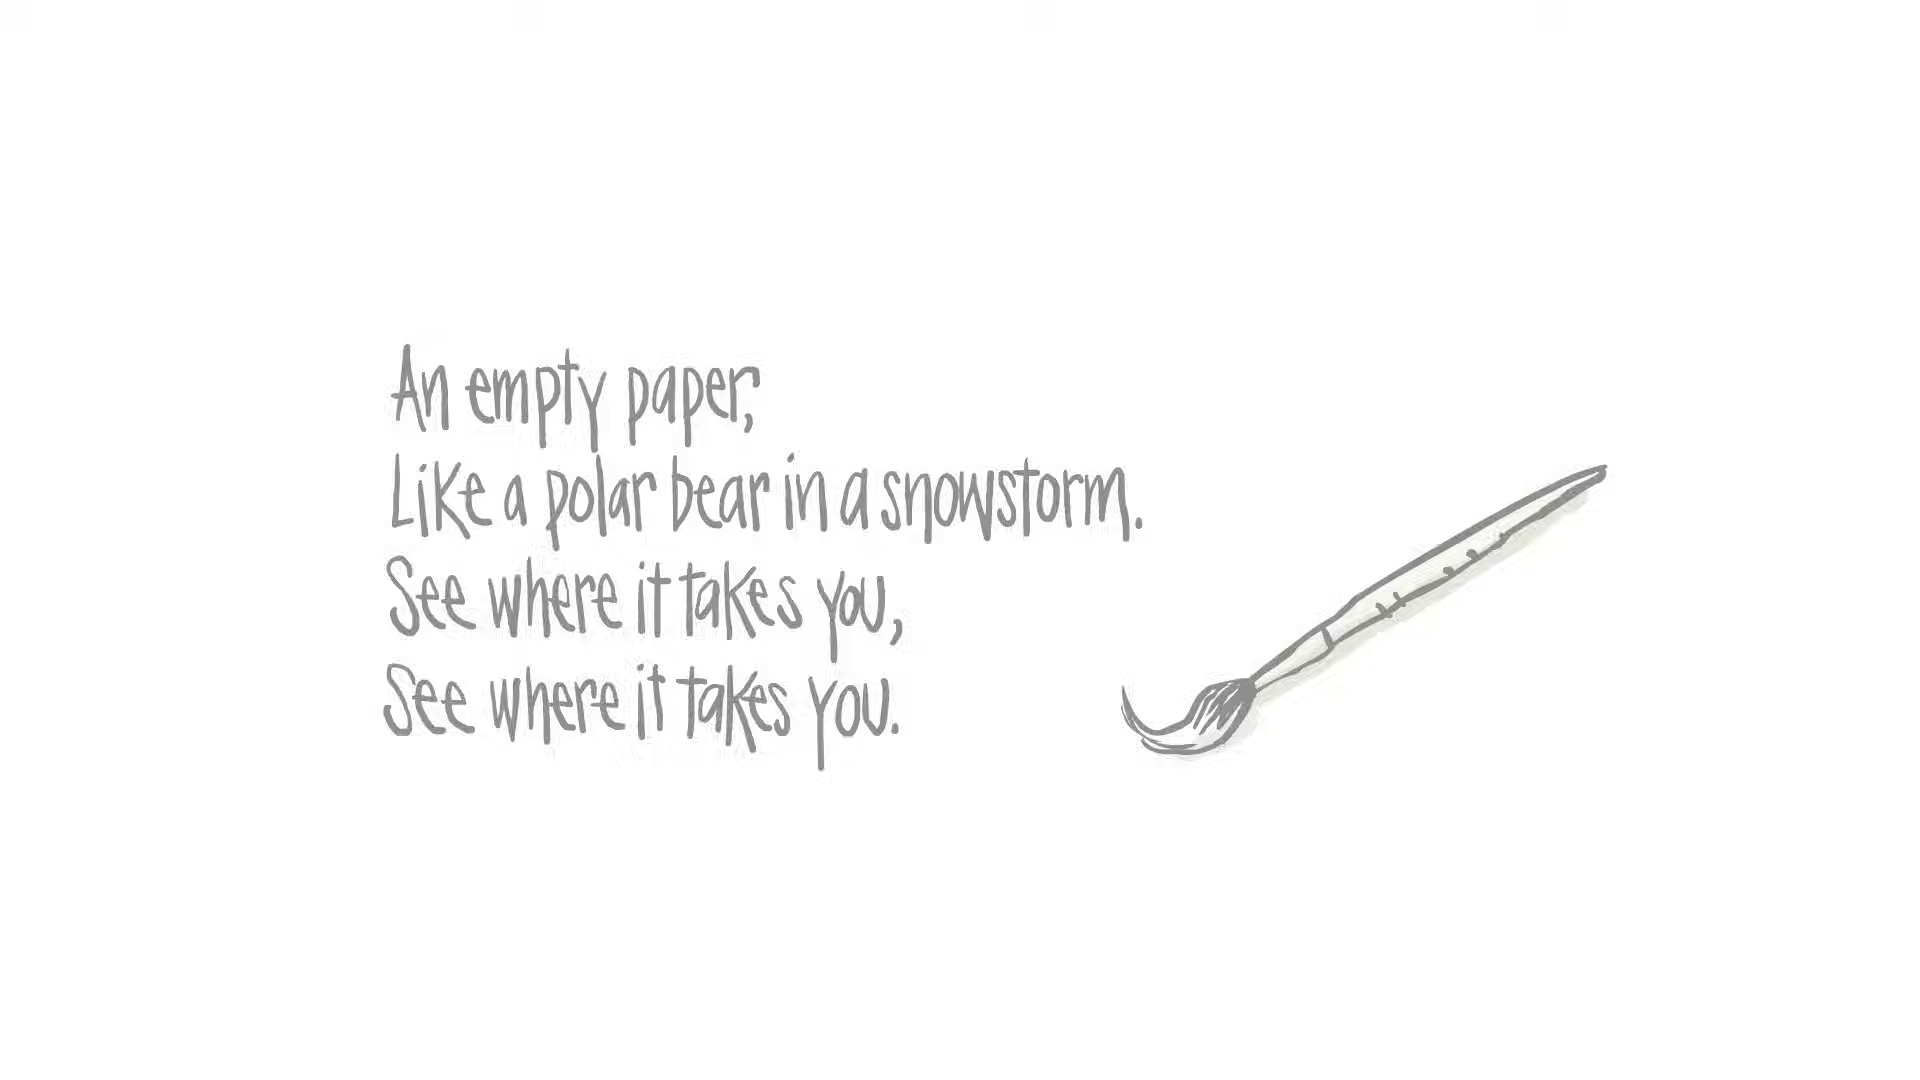 An empty paper,
Like a polar bear in a snowstorm.
See where it takes you,
See where it takes you.